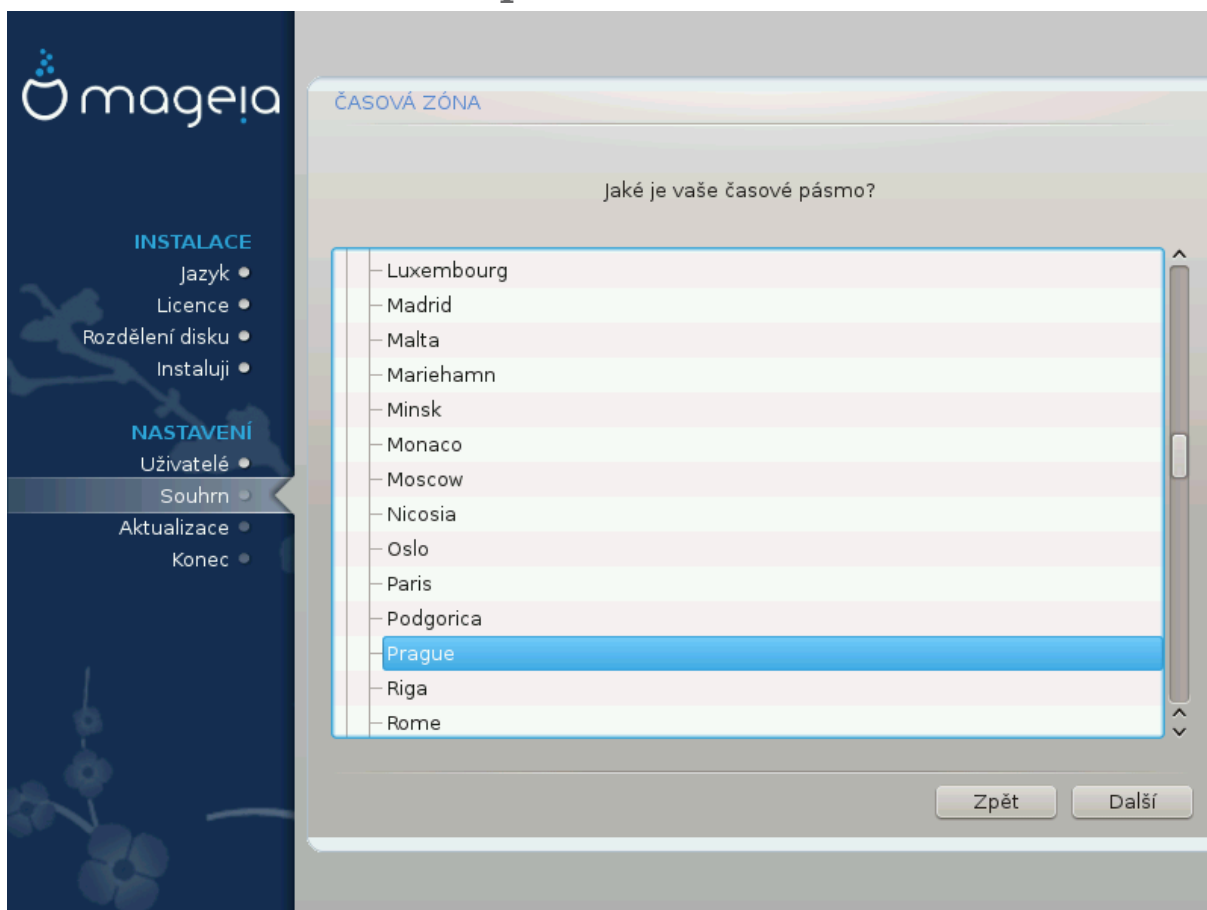 mageia
INSTALACE
Jazyk
Licence
Rozdělení disku
Instaluji
NASTAVENÍ
Uživatelé
Souhrn
Aktualizace
Konec
ČASOVÁ ZÓNA
Jaké je vaše časové pásmo?
Luxembourg
Madrid
Malta
Mariehamn
Minsk
Monaco
Moscow
Nicosia
Oslo
Paris
Podgorica
Prague
Riga
Rome
Zpět
Další